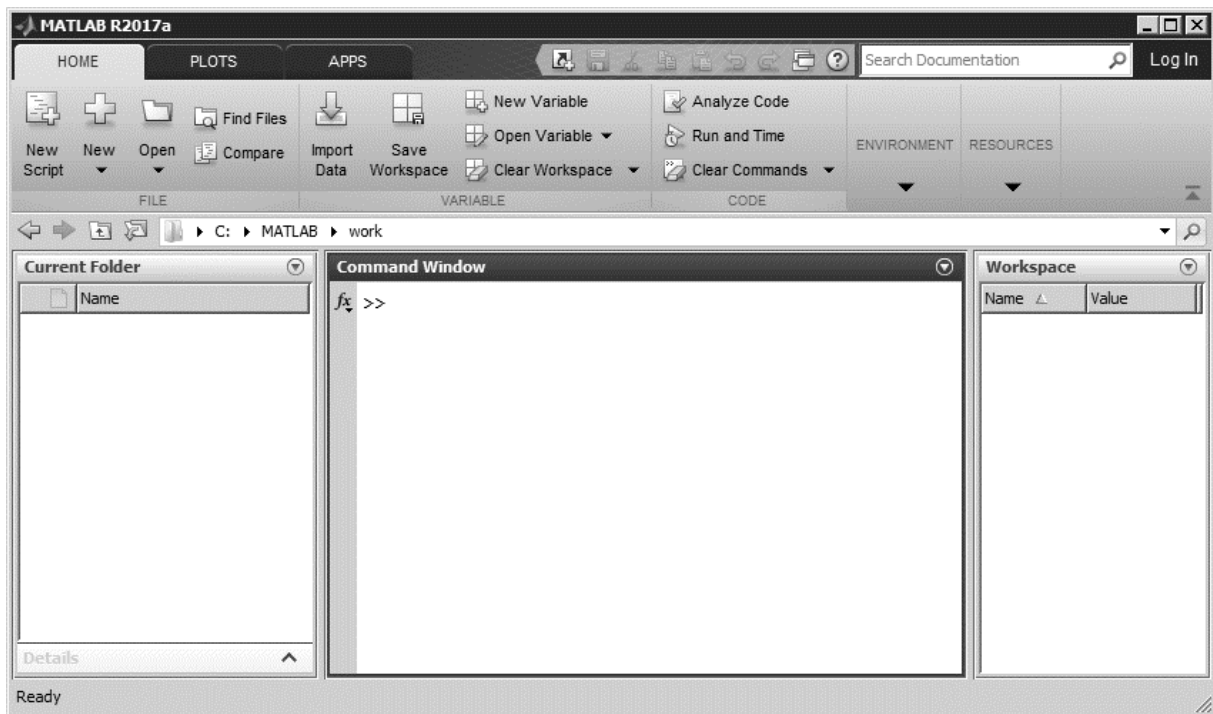 MATLAB R2017a
HOME PLOTS APPS Search Documentation Log In
New Script
New
Open
Find Files
Compare
FILE
Import Data
Save Workspace
New Variable
Open Variable
Clear Workspace
VARIABLE
Analyze Code
Run and Time
Clear Commands
CODE
ENVIRONMENT
RESOURCES
C: MATLAB work
Current Folder
Name
Details
Command Window
fx >>
Workspace
Name Value
Ready